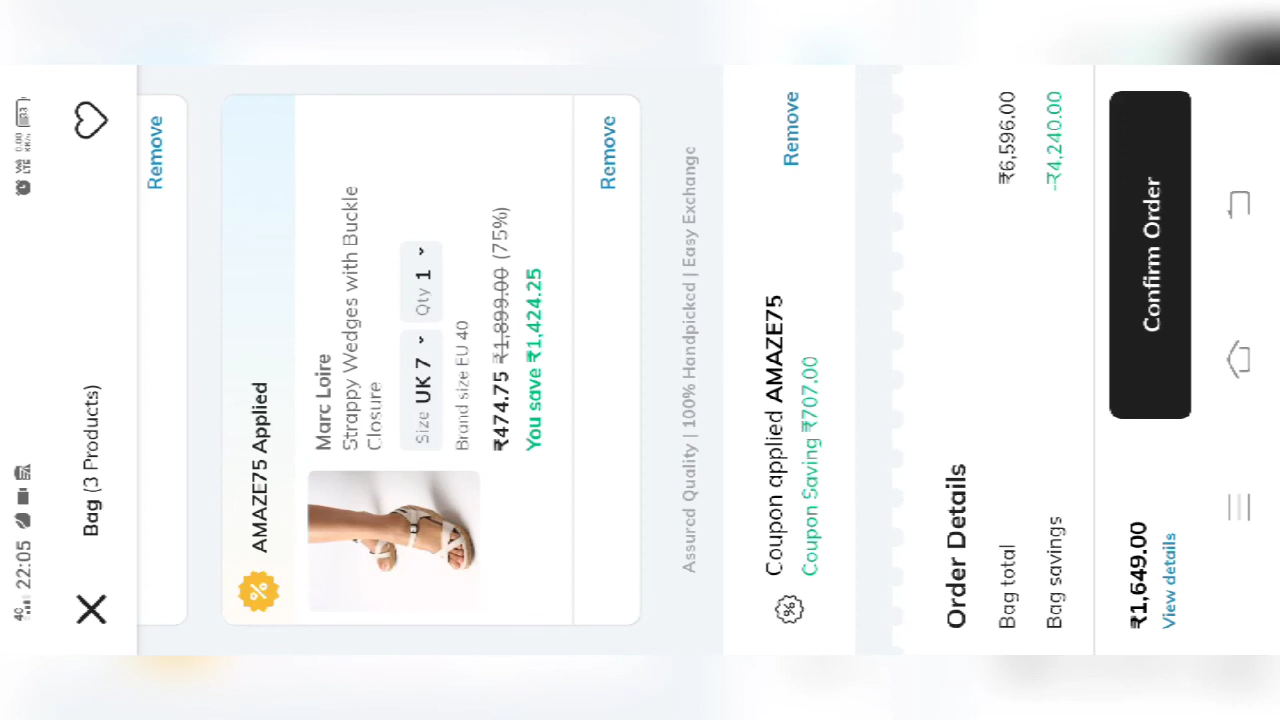 4G 22:05
0.00
Bag (3 Products)
Remove
AMAZE75 Applied
Marc Loire
Strappy Wedges with Buckle
Closure
Size UK 7 Qty 1
Brand size EU 40
₹474.75 ₹1,899.00 (75%)
You save ₹1,424.25
Remove
Assured Quality | 100% Handpicked | Easy Exchange
Coupon applied AMAZE75
Remove
Coupon Saving ₹707.00
Order Details
Bag total ₹6,596.00
Bag savings -₹4,240.00
₹1,649.00
View details
Confirm Order